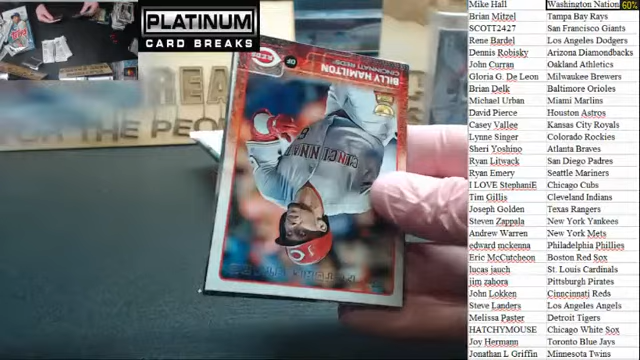 PLATINUM
CARD BREAKS
REDS
BILLY HAMILTON
CINCINNATI REDS
CINCINNATI
6
THE PEO
Mike Hall Washington Nation 60%
Brian Mitzel Tampa Bay Rays
SCOTT2427 San Francisco Giants
Rene Bardel Los Angeles Dodgers
Dennis Robisky Arizona Diamondbacks
John Curran Oakland Athletics
Gloria G. De Leon Milwaukee Brewers
Brian Delk Baltimore Orioles
Michael Urban Miami Marlins
David Pierce Houston Astros
Casey Vallee Kansas City Royals
Lynne Singer Colorado Rockies
Sheri Yoshino Atlanta Braves
Ryan Litwack San Diego Padres
Ryan Emery Seattle Mariners
I LOVE StephaniE Chicago Cubs
Tim Gillis Cleveland Indians
Joseph Golden Texas Rangers
Steven Zappala New York Yankees
Andrew Warren New York Mets
edward mckenna Philadelphia Phillies
Eric McCutcheon Boston Red Sox
lucas jauch St. Louis Cardinals
jim zahora Pittsburgh Pirates
John Lokken Cinncinnati Reds
Steve Landers Los Angeles Angels
Melissa Paster Detroit Tigers
HATCHYMOUSE Chicago White Sox
Joy Hermann Toronto Blue Jays
Jonathan L Griffin Minnesota Twins